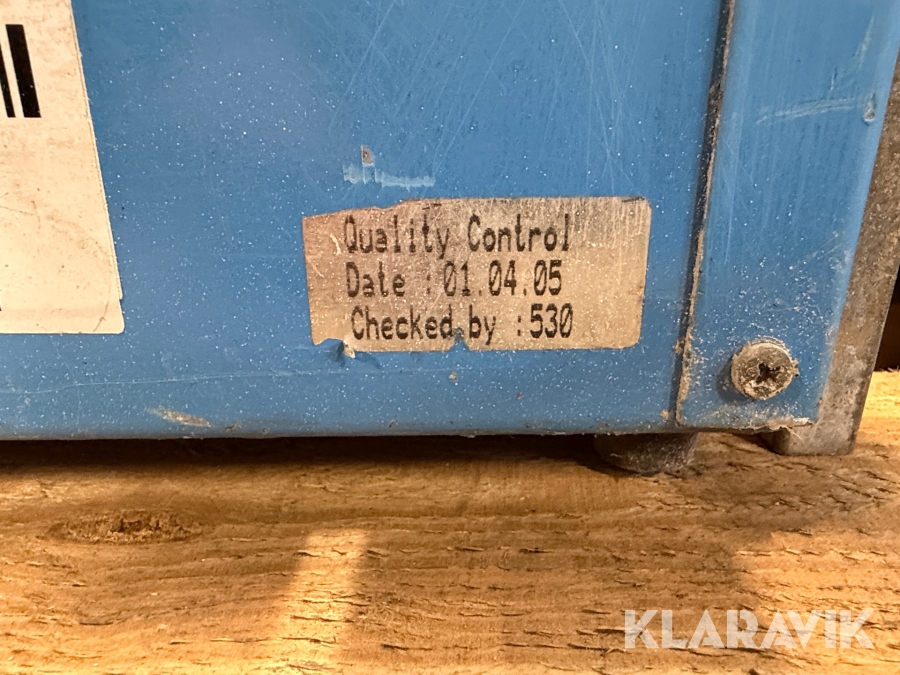 Quality Control
Date : 01.04.05
Checked by : 530
KLARAVIK